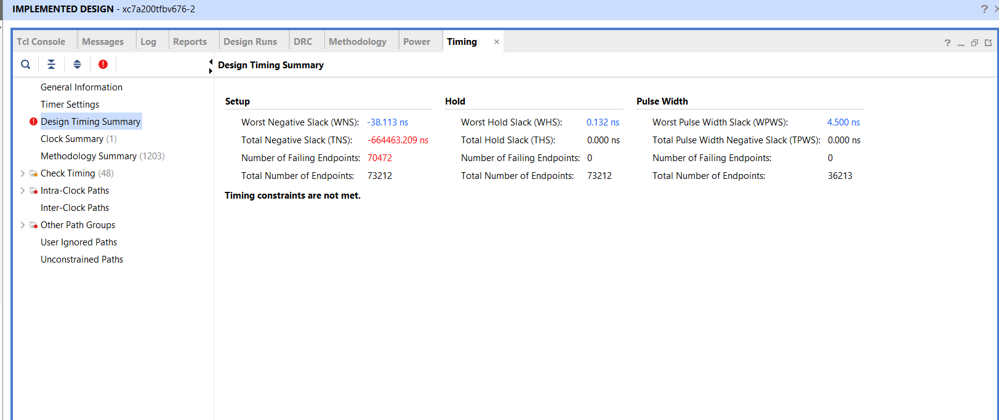 IMPLEMENTED DESIGN - xc7a200tfbv676-2
Tcl Console Messages Log Reports Design Runs DRC Methodology Power Timing
Design Timing Summary
General Information
Timer Settings
Design Timing Summary
Clock Summary (1)
Methodology Summary (1203)
Check Timing (48)
Intra-Clock Paths
Inter-Clock Paths
Other Path Groups
User Ignored Paths
Unconstrained Paths
Setup
Worst Negative Slack (WNS): -38.113 ns
Total Negative Slack (TNS): -664463.209 ns
Number of Failing Endpoints: 70472
Total Number of Endpoints: 73212
Hold
Worst Hold Slack (WHS): 0.132 ns
Total Hold Slack (THS): 0.000 ns
Number of Failing Endpoints: 0
Total Number of Endpoints: 73212
Pulse Width
Worst Pulse Width Slack (WPWS): 4.500 ns
Total Pulse Width Negative Slack (TPWS): 0.000 ns
Number of Failing Endpoints: 0
Total Number of Endpoints: 36213
Timing constraints are not met.